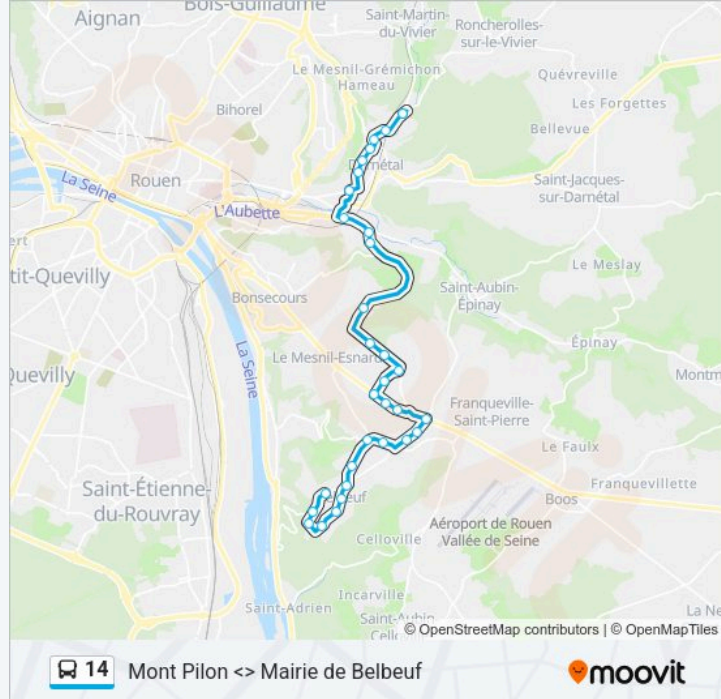 Bois-Guillaume
Aignan
Saint-Martin-
du-Vivier
Roncherolles-
sur-le-Vivier
Le Mesnil-Grémichon
Hameau
Quévreville
Les Forgettes
Bihorel
Bellevue
Darnétal
Rouen
La Seine
Saint-Jacques-
sur-Darnétal
L'Aubette
tit-Quevilly
Le Meslay
Saint-Aubin-
Épinay
Bonsecours
Épinay
La Seine
Le Mesnil-Esnard
Quevilly
Montm
Franqueville-
Saint-Pierre
Le Faulx
Franquevillette
Saint-Étienne-
du-Rouvray
Boos
Aéroport de Rouen
Vallée de Seine
Celloville
Incarville
Saint-Adrien
Saint-Aubin-
Cell
La Ne
© OpenStreetMap contributors | © OpenMapTiles
14 Mont Pilon <> Mairie de Belbeuf
moovit